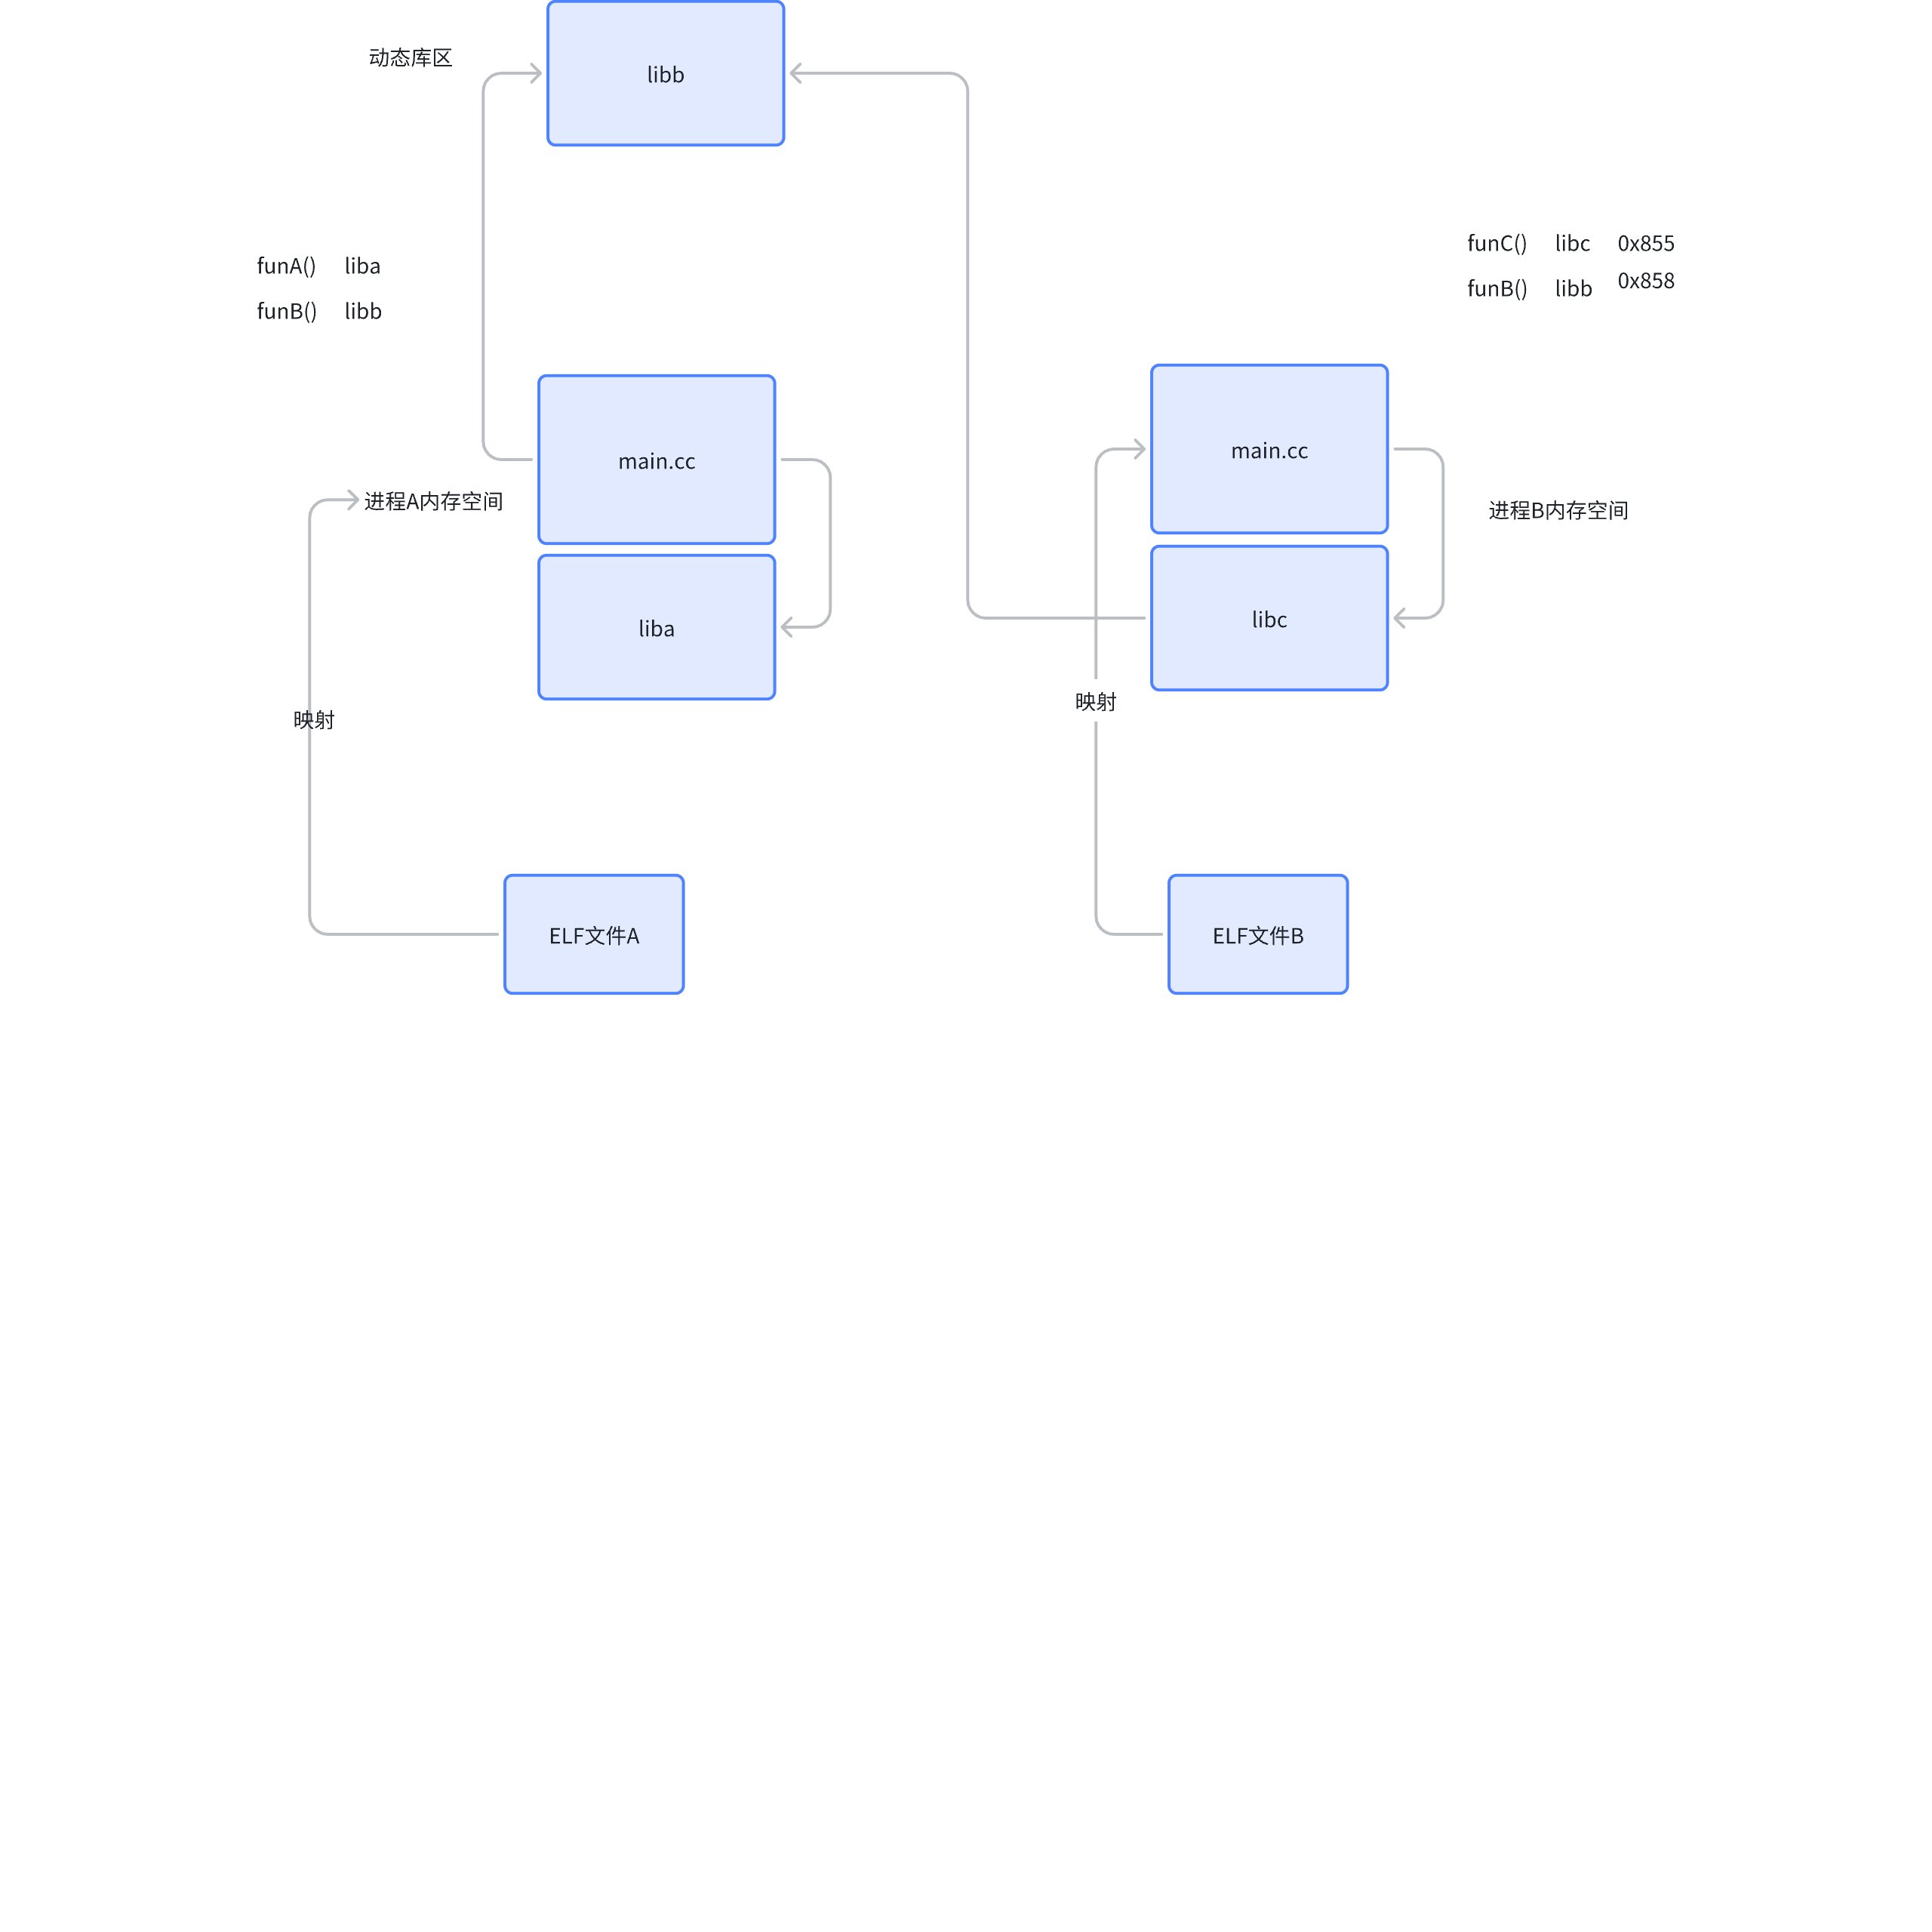 libb
动态库区
funC() libc 0x855
funB() libb 0x858
funA() liba
funB() libb
main.cc
main.cc
进程A内存空间
进程B内存空间
liba
libc
映射
映射
ELF文件A
ELF文件B